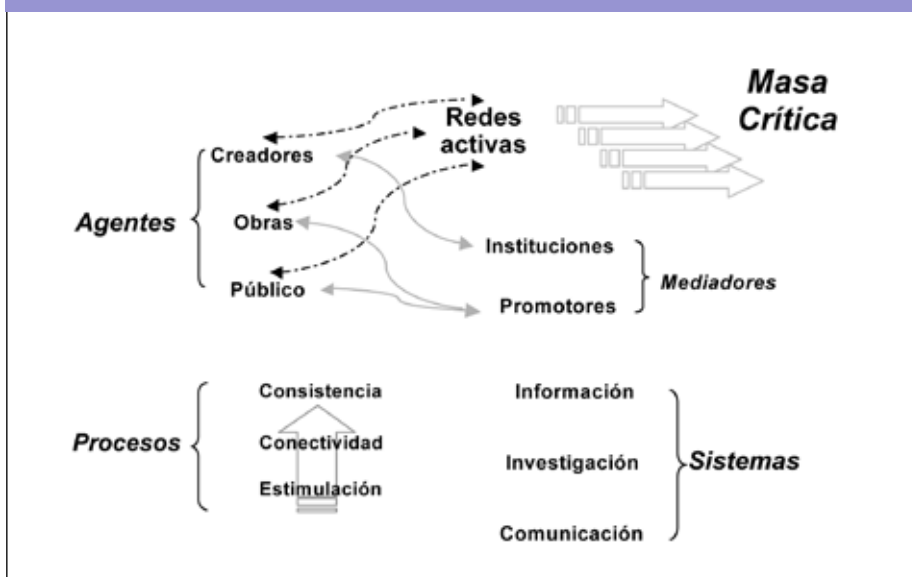 Masa
Crítica
Redes
activas
Creadores
Agentes
Obras
Público
Instituciones
Promotores
Mediadores
Procesos
Consistencia
Conectividad
Estimulación
Información
Investigación
Comunicación
Sistemas